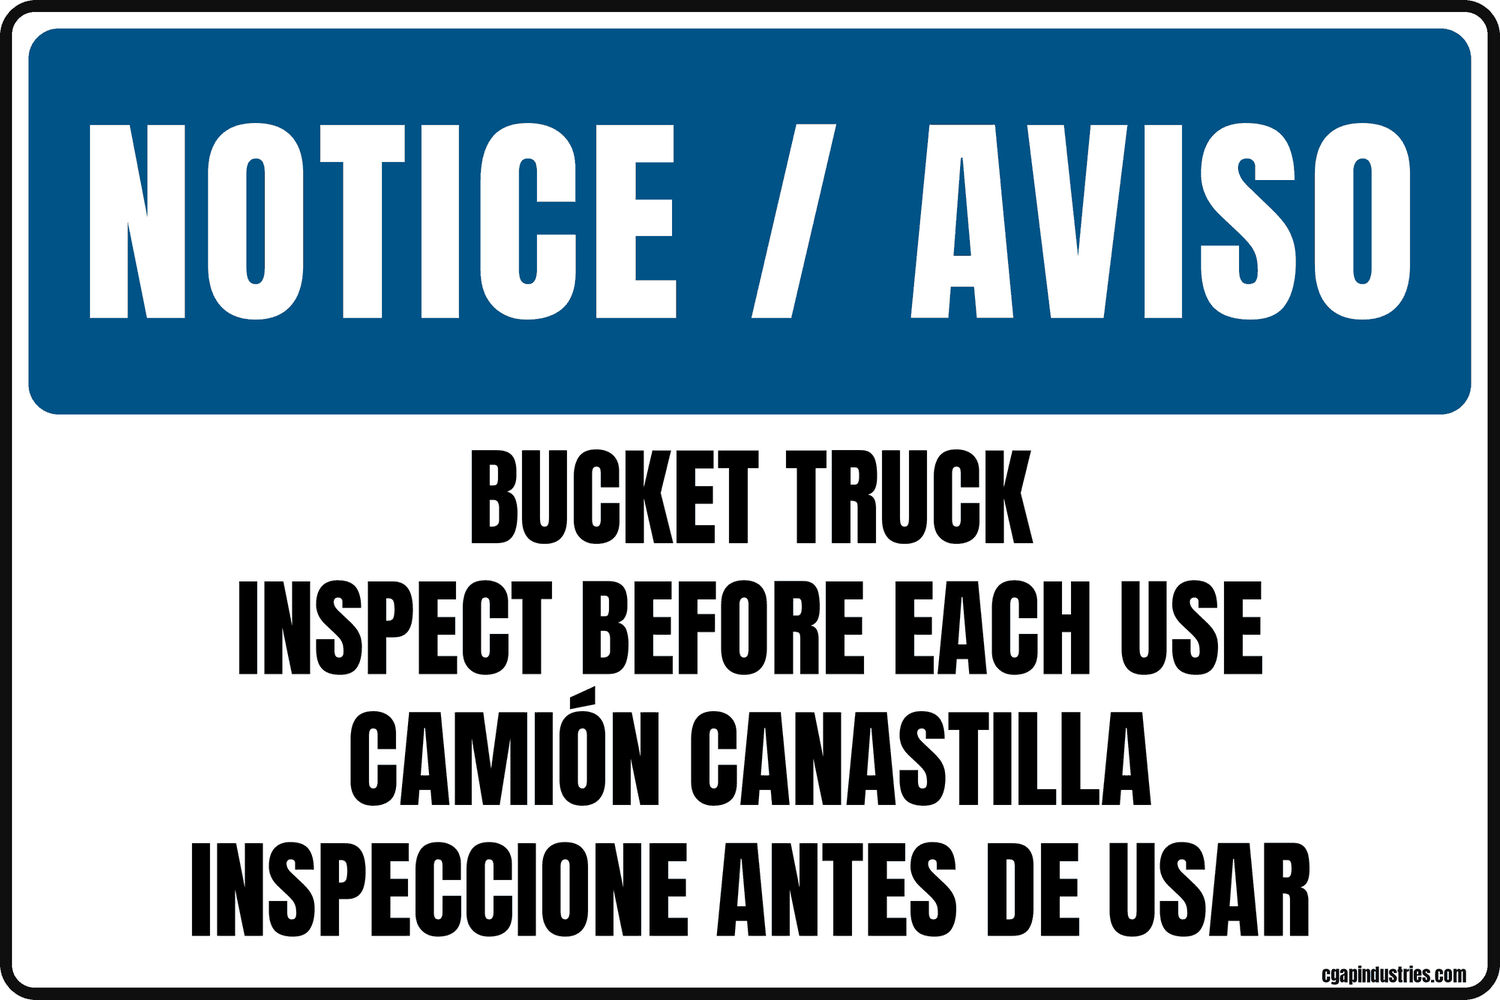 NOTICE / AVISO
BUCKET TRUCK
INSPECT BEFORE EACH USE
CAMIÓN CANASTILLA
INSPECCIONE ANTES DE USAR
cgapindustries.com